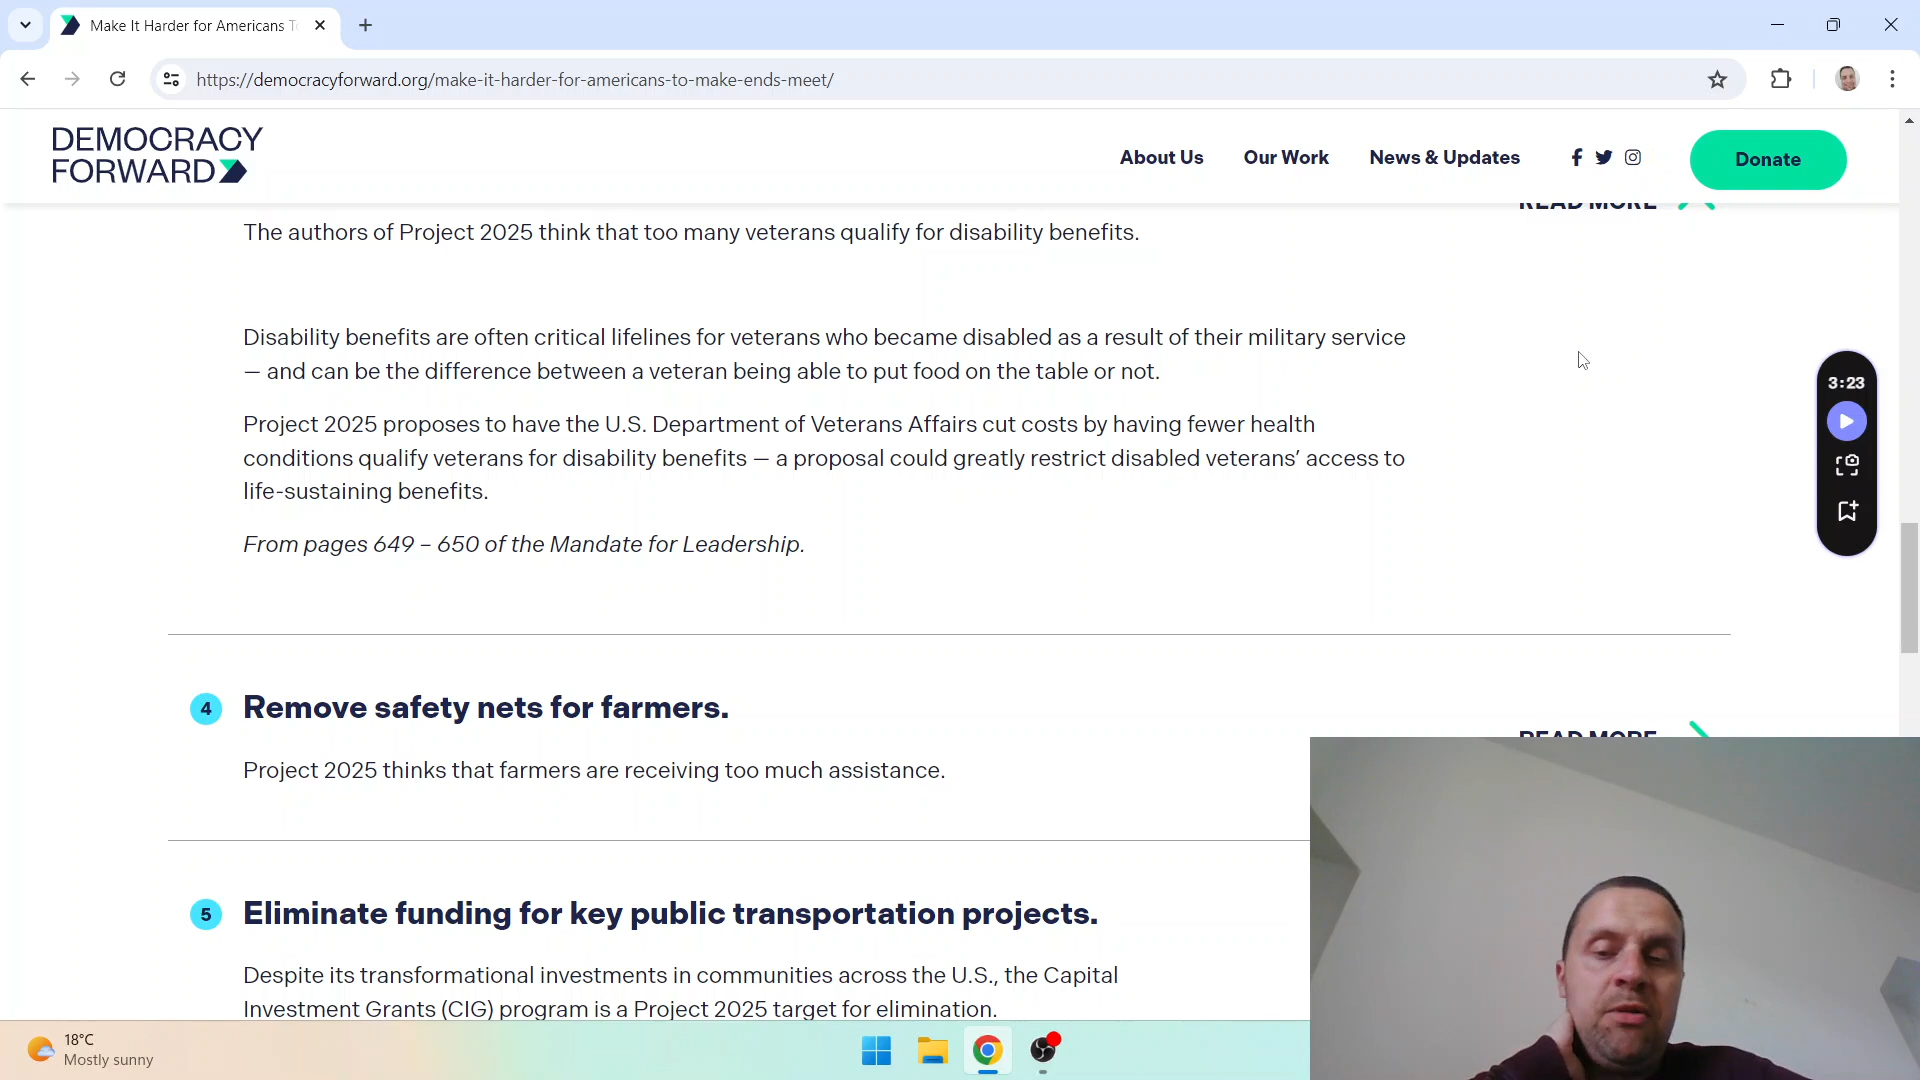 Make It Harder for Americans T
https://democracyforward.org/make-it-harder-for-americans-to-make-ends-meet/
DEMOCRACY
FORWARD
About Us
Our Work
News & Updates
Donate
READ MORE
The authors of Project 2025 think that too many veterans qualify for disability benefits.
Disability benefits are often critical lifelines for veterans who became disabled as a result of their military service
— and can be the difference between a veteran being able to put food on the table or not.
3:23
Project 2025 proposes to have the U.S. Department of Veterans Affairs cut costs by having fewer health
conditions qualify veterans for disability benefits — a proposal could greatly restrict disabled veterans’ access to
life-sustaining benefits.
From pages 649 – 650 of the Mandate for Leadership.
4 Remove safety nets for farmers.
READ MORE
Project 2025 thinks that farmers are receiving too much assistance.
5 Eliminate funding for key public transportation projects.
Despite its transformational investments in communities across the U.S., the Capital
Investment Grants (CIG) program is a Project 2025 target for elimination.
18°C
Mostly sunny